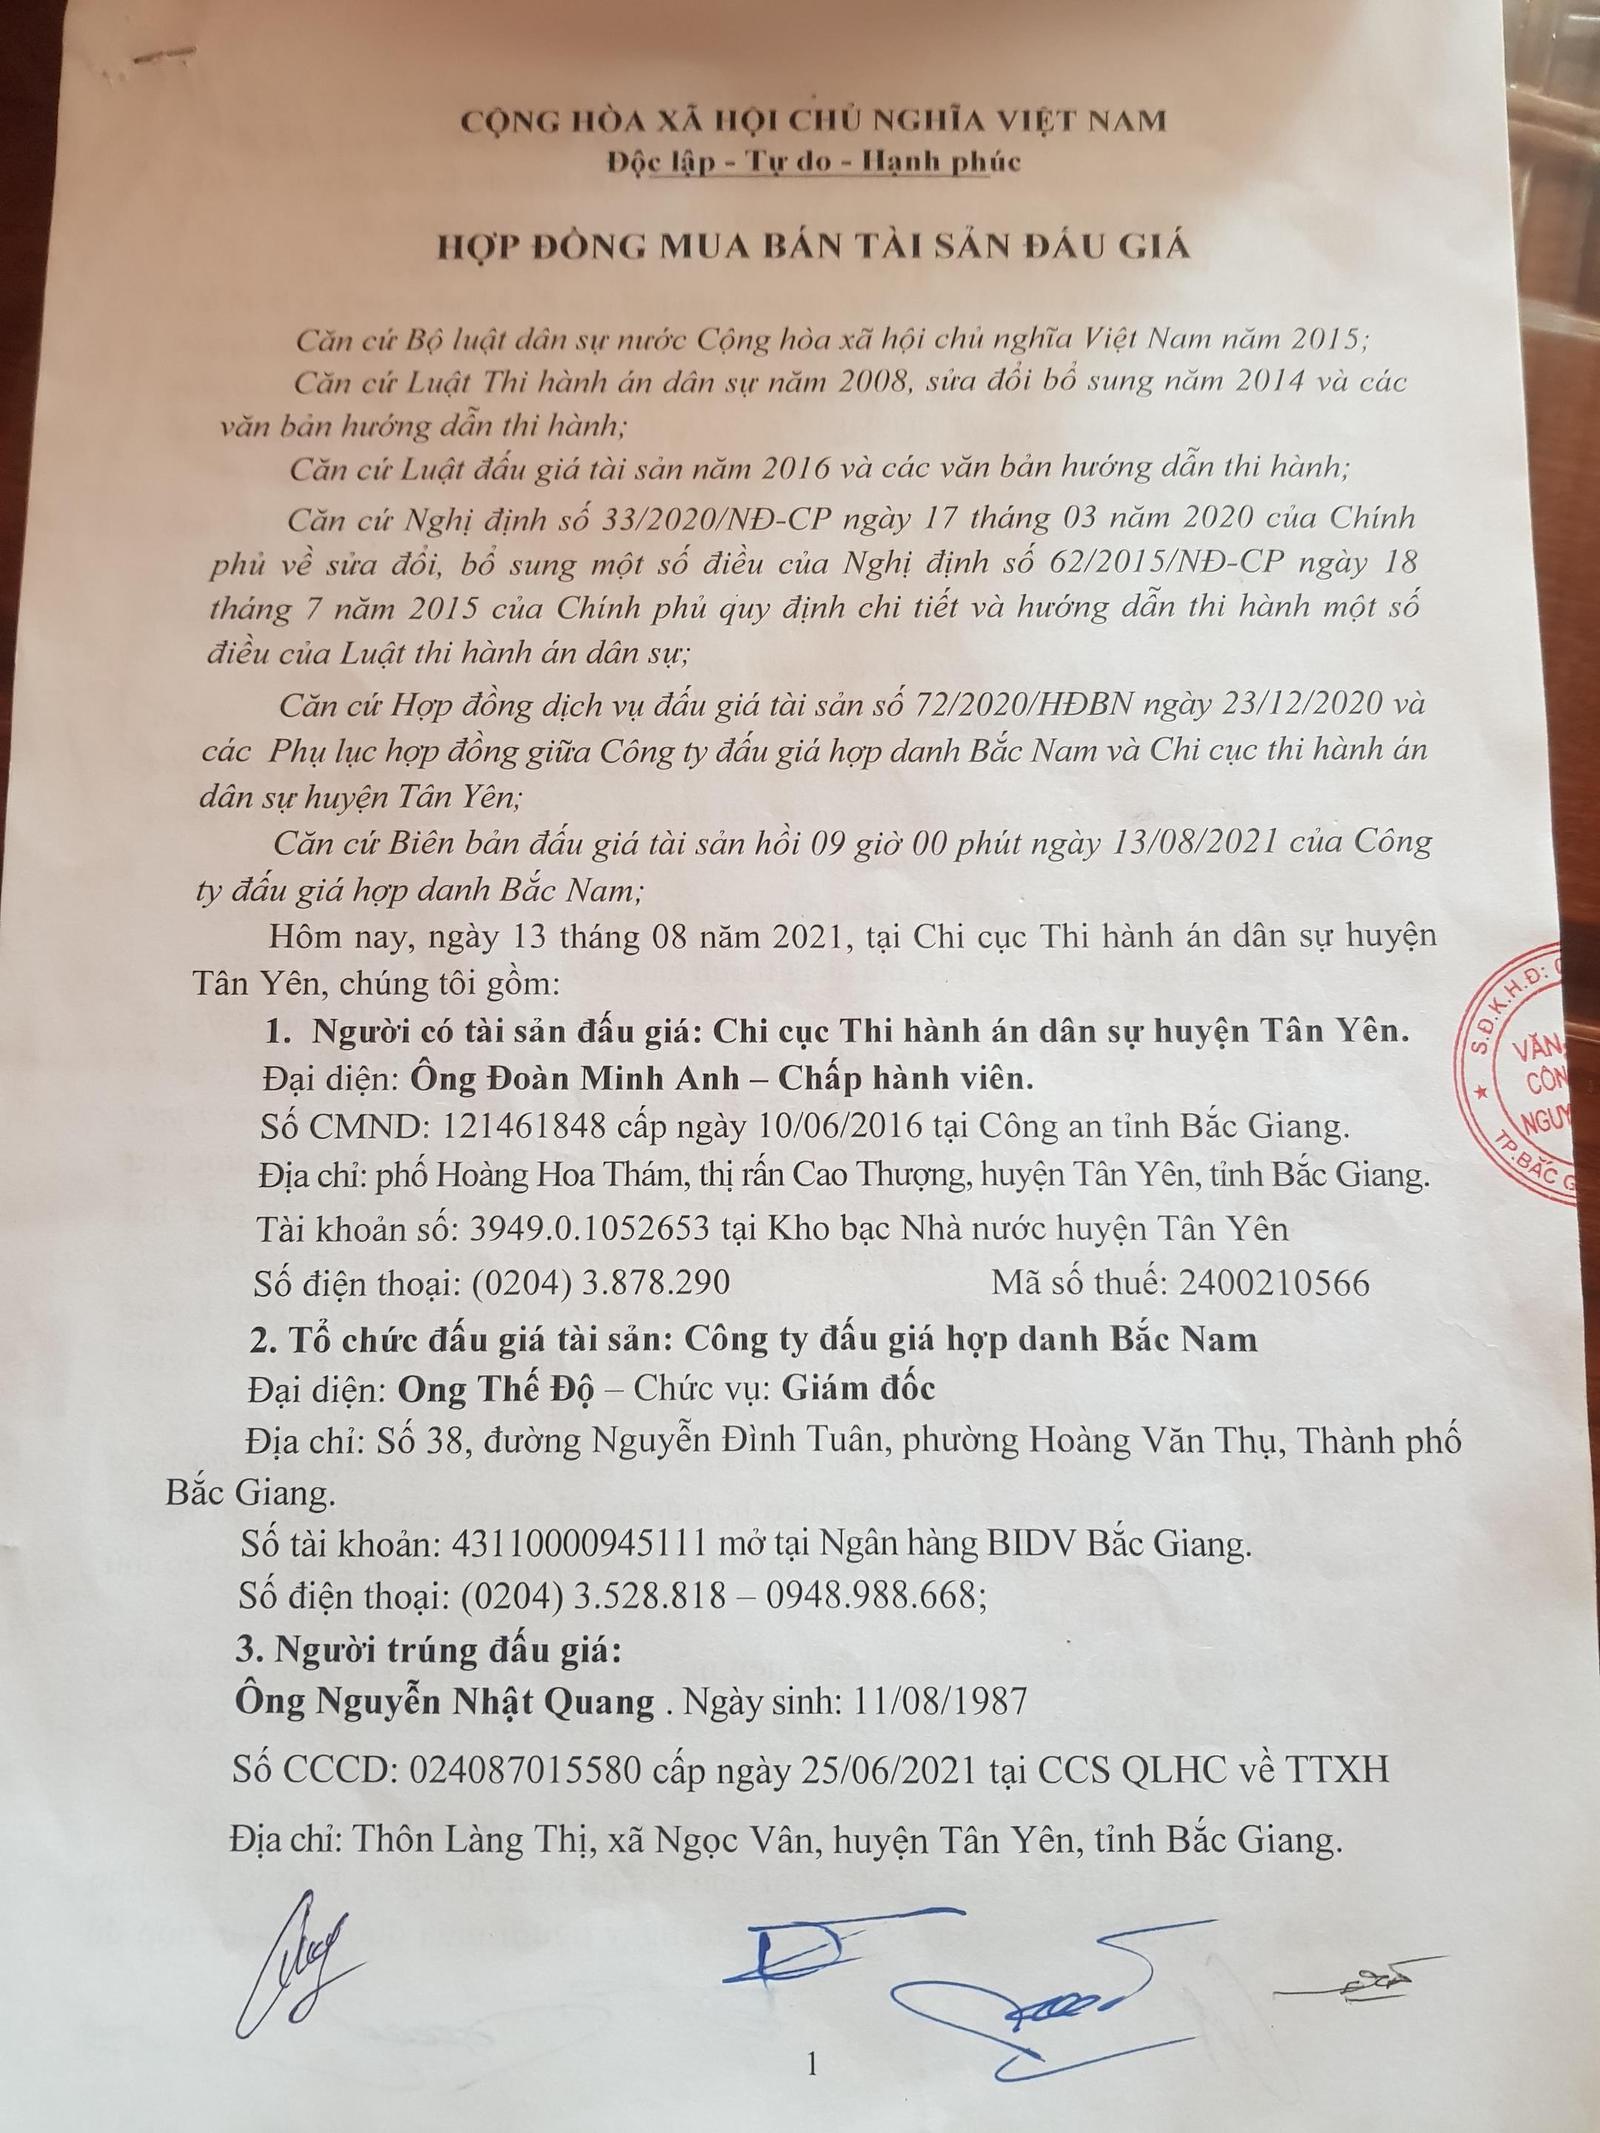 CỘNG HÒA XÃ HỘI CHỦ NGHĨA VIỆT NAM
Độc lập - Tự do - Hạnh phúc
HỢP ĐỒNG MUA BÁN TÀI SẢN ĐẤU GIÁ
Căn cứ Bộ luật dân sự nước Cộng hòa xã hội chủ nghĩa Việt Nam năm 2015;
Căn cứ Luật Thi hành án dân sự năm 2008, sửa đổi bổ sung năm 2014 và các
văn bản hướng dẫn thi hành;
Căn cứ Luật đấu giá tài sản năm 2016 và các văn bản hướng dẫn thi hành;
Căn cứ Nghị định số 33/2020/NĐ-CP ngày 17 tháng 03 năm 2020 của Chính
phủ về sửa đổi, bổ sung một số điều của Nghị định số 62/2015/NĐ-CP ngày 18
tháng 7 năm 2015 của Chính phủ quy định chi tiết và hướng dẫn thi hành một số
điều của Luật thi hành án dân sự;
Căn cứ Hợp đồng dịch vụ đấu giá tài sản số 72/2020/HĐBN ngày 23/12/2020 và
các Phụ lục hợp đồng giữa Công ty đấu giá hợp danh Bắc Nam và Chi cục thi hành án
dân sự huyện Tân Yên;
Căn cứ Biên bản đấu giá tài sản hồi 09 giờ 00 phút ngày 13/08/2021 của Công
ty đấu giá hợp danh Bắc Nam;
Hôm nay, ngày 13 tháng 08 năm 2021, tại Chi cục Thi hành án dân sự huyện
Tân Yên, chúng tôi gồm:
1. Người có tài sản đấu giá: Chi cục Thi hành án dân sự huyện Tân Yên.
Đại diện: Ông Đoàn Minh Anh – Chấp hành viên.
Số CMND: 121461848 cấp ngày 10/06/2016 tại Công an tỉnh Bắc Giang.
Địa chỉ: phố Hoàng Hoa Thám, thị rấn Cao Thượng, huyện Tân Yên, tỉnh Bắc Giang.
Tài khoản số: 3949.0.1052653 tại Kho bạc Nhà nước huyện Tân Yên
Số điện thoại: (0204) 3.878.290 Mã số thuế: 2400210566
2. Tổ chức đấu giá tài sản: Công ty đấu giá hợp danh Bắc Nam
Đại diện: Ong Thế Độ – Chức vụ: Giám đốc
Địa chỉ: Số 38, đường Nguyễn Đình Tuân, phường Hoàng Văn Thụ, Thành phố
Bắc Giang.
Số tài khoản: 43110000945111 mở tại Ngân hàng BIDV Bắc Giang.
Số điện thoại: (0204) 3.528.818 – 0948.988.668;
3. Người trúng đấu giá:
Ông Nguyễn Nhật Quang . Ngày sinh: 11/08/1987
Số CCCD: 024087015580 cấp ngày 25/06/2021 tại CCS QLHC về TTXH
Địa chỉ: Thôn Làng Thị, xã Ngọc Vân, huyện Tân Yên, tỉnh Bắc Giang.
1
S.Đ.K.H.Đ:
VĂN
CÔN
NGUY
TP.BẮC G